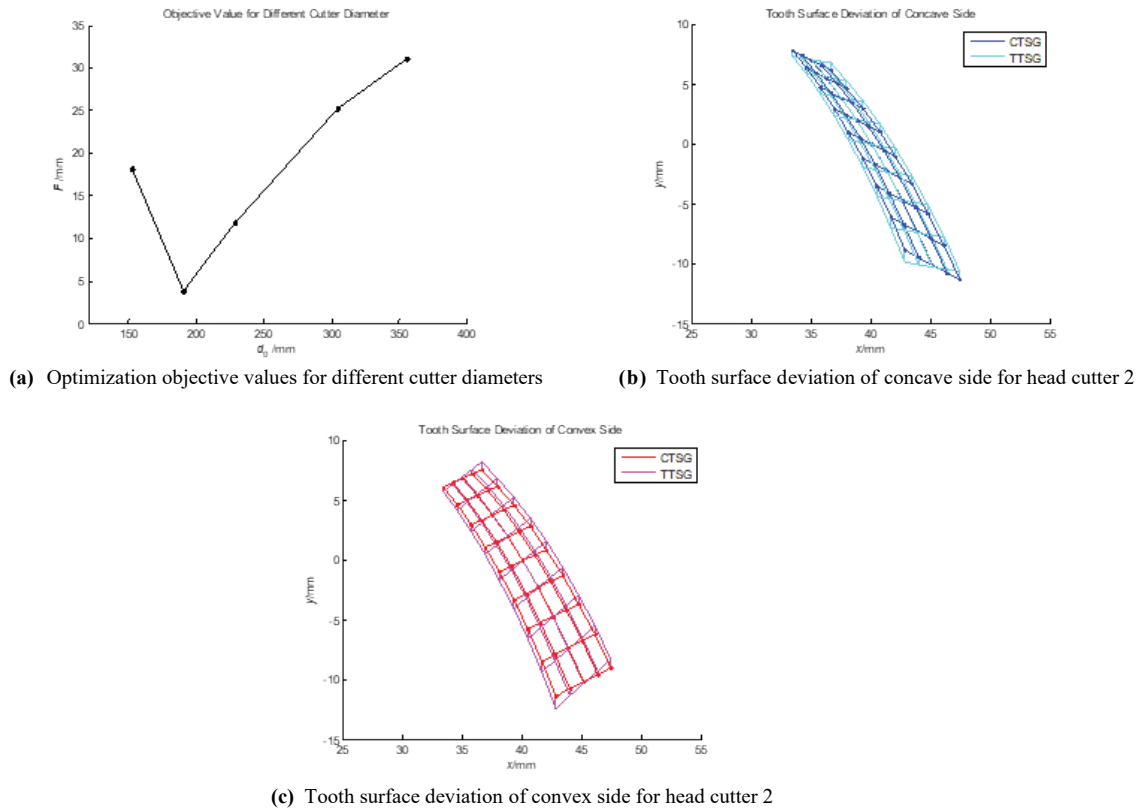 Objective Value for Different Cutter Diameter
35
30
25
20
15
10
5
0
F /mm
150 200 250 300 350 400
d₀ /mm
(a) Optimization objective values for different cutter diameters
Tooth Surface Deviation of Concave Side
10
5
0
-5
-10
-15
y/mm
CTSG
TTSG
25 30 35 40 45 50 55
x/mm
(b) Tooth surface deviation of concave side for head cutter 2
Tooth Surface Deviation of Convex Side
10
5
0
-5
-10
-15
y/mm
CTSG
TTSG
25 30 35 40 45 50 55
x/mm
(c) Tooth surface deviation of convex side for head cutter 2